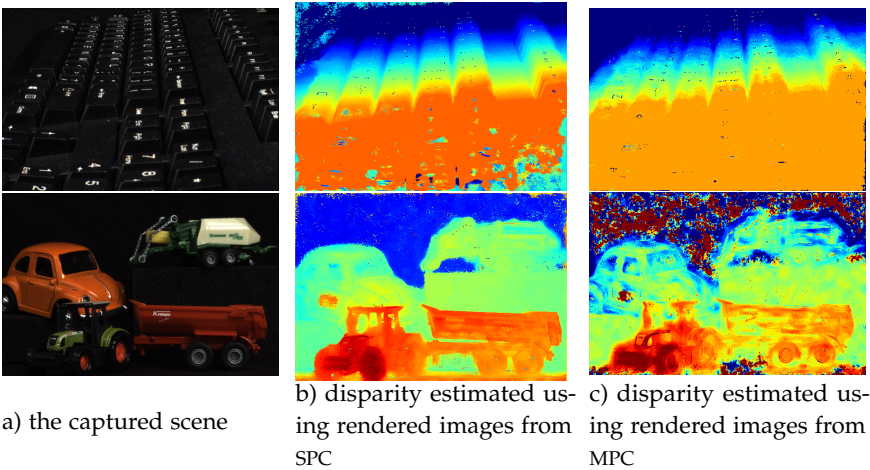 a) the captured scene
b) disparity estimated us-
ing rendered images from
SPC
c) disparity estimated us-
ing rendered images from
MPC